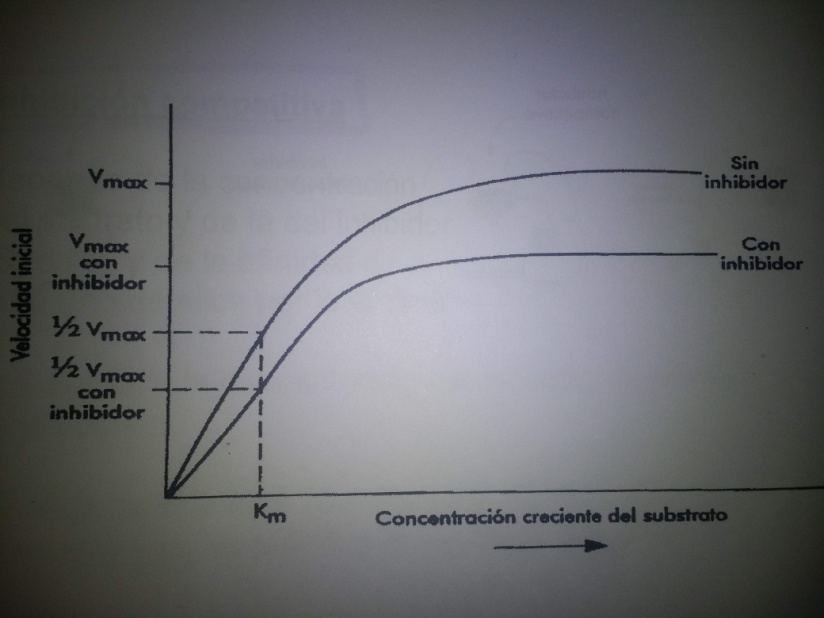 Vmax
Vmax
con
inhibidor
½ Vmax
½ Vmax
con
inhibidor
Velocidad inicial
Sin
inhibidor
Con
inhibidor
Km
Concentración creciente del substrato